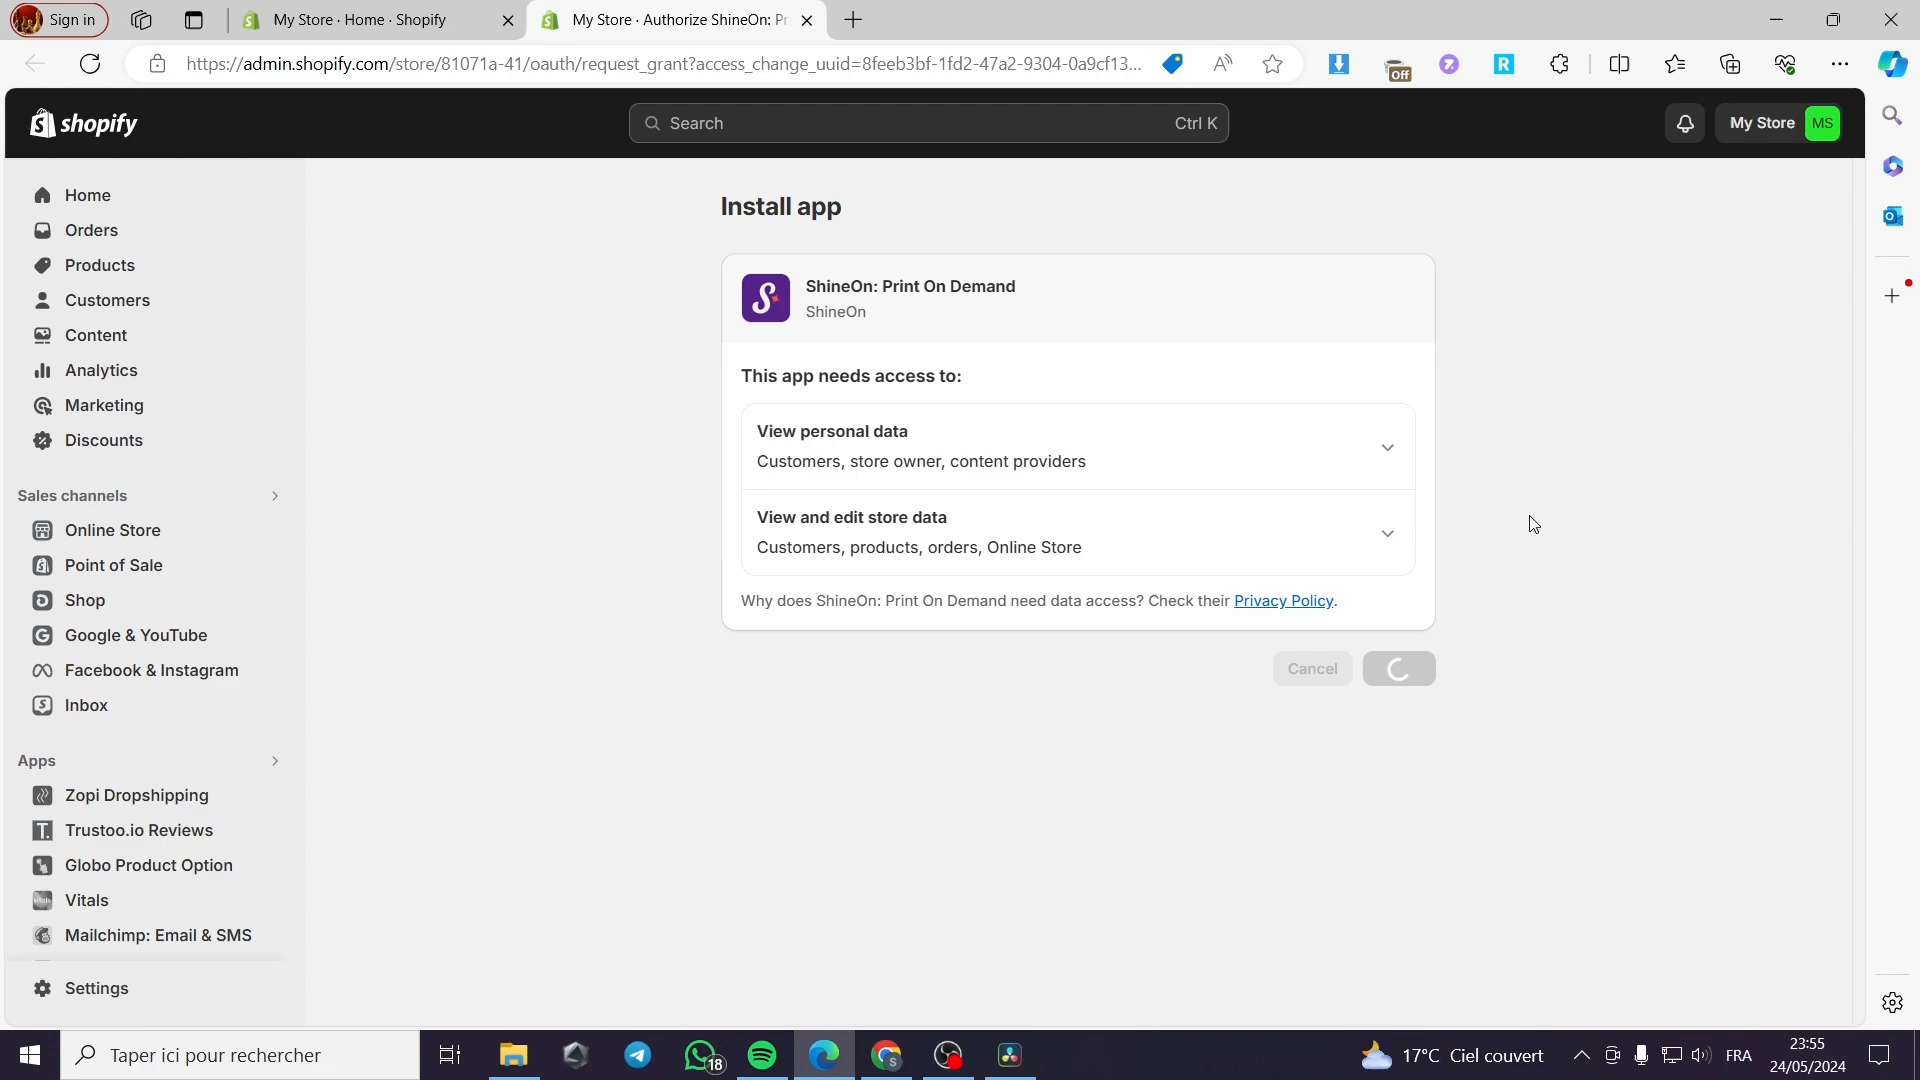 Sign in
My Store · Home · Shopify
My Store · Authorize ShineOn: Pr
https://admin.shopify.com/store/81071a-41/oauth/request_grant?access_change_uuid=8feeb3bf-1fd2-47a2-9304-0a9cf13...
Off
shopify
Search
Ctrl K
My Store
MS
Home
Orders
Products
Customers
Content
Analytics
Marketing
Discounts
Sales channels
Online Store
Point of Sale
Shop
Google & YouTube
Facebook & Instagram
Inbox
Apps
Zopi Dropshipping
Trustoo.io Reviews
Globo Product Option
Vitals
Mailchimp: Email & SMS
Settings
Install app
ShineOn: Print On Demand
ShineOn
This app needs access to:
View personal data
Customers, store owner, content providers
View and edit store data
Customers, products, orders, Online Store
Why does ShineOn: Print On Demand need data access? Check their Privacy Policy.
Cancel
Taper ici pour rechercher
18
17°C Ciel couvert
FRA
23:55
24/05/2024